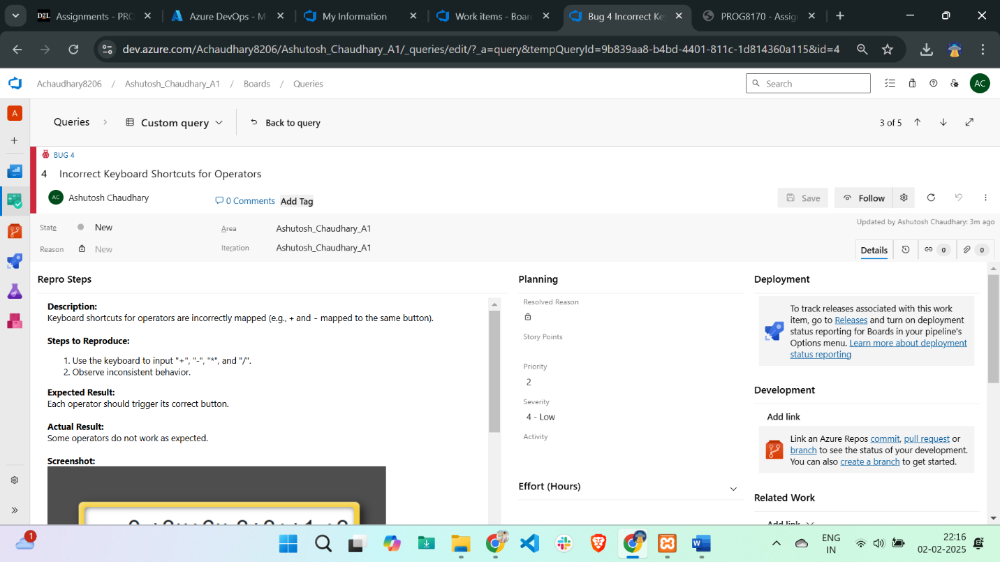 Assignments - PRO
Azure DevOps - M
My Information
Work items - Boar
Bug 4 Incorrect Ke
PROG8170 - Assig
dev.azure.com/Achaudhary8206/Ashutosh_Chaudhary_A1/_queries/edit/?_a=query&tempQueryId=9b839aa8-b4bd-4401-811c-1d814360a115&id=4
Achaudhary8206 / Ashutosh_Chaudhary_A1 / Boards / Queries
Search
AC
A
Queries
Custom query
Back to query
3 of 5
BUG 4
4 Incorrect Keyboard Shortcuts for Operators
AC Ashutosh Chaudhary
0 Comments
Add Tag
Save
Follow
State
New
Area
Ashutosh_Chaudhary_A1
Updated by Ashutosh Chaudhary: 3m ago
Reason
New
Iteration
Ashutosh_Chaudhary_A1
Details
0
0
Repro Steps
Description:
Keyboard shortcuts for operators are incorrectly mapped (e.g., + and - mapped to the same button).
Steps to Reproduce:
1. Use the keyboard to input "+", "-", "*", and "/".
2. Observe inconsistent behavior.
Expected Result:
Each operator should trigger its correct button.
Actual Result:
Some operators do not work as expected.
Screenshot:
Planning
Resolved Reason
Story Points
Priority
2
Severity
4 - Low
Activity
Effort (Hours)
Deployment
To track releases associated with this work
item, go to Releases and turn on deployment
status reporting for Boards in your pipeline's
Options menu. Learn more about deployment
status reporting
Development
Add link
Link an Azure Repos commit, pull request or
branch to see the status of your development.
You can also create a branch to get started.
Related Work
Add link
1
ENG
IN
22:16
02-02-2025